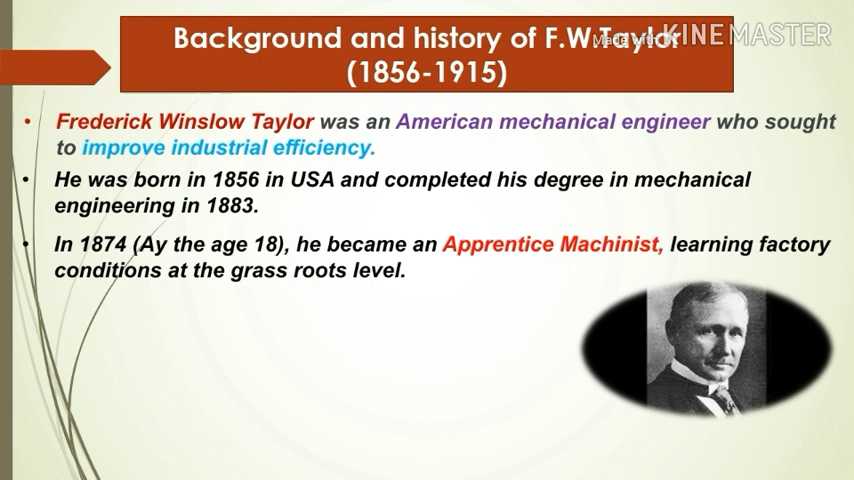 Background and history of F.W.Taylor
(1856-1915)
Made with KINEMASTER
• Frederick Winslow Taylor was an American mechanical engineer who sought
to improve industrial efficiency.
• He was born in 1856 in USA and completed his degree in mechanical
engineering in 1883.
• In 1874 (Ay the age 18), he became an Apprentice Machinist, learning factory
conditions at the grass roots level.